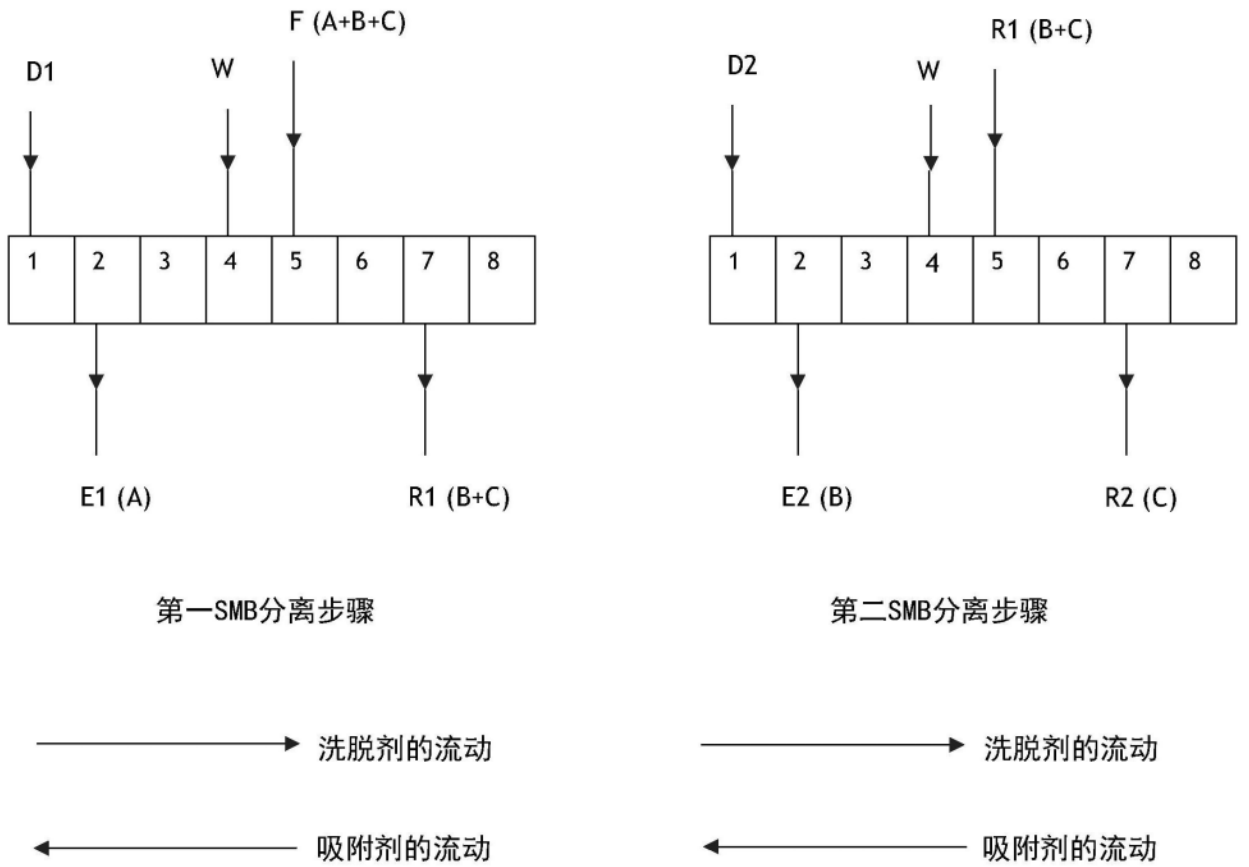 F (A+B+C)
D1
W
1 2 3 4 5 6 7 8
E1 (A)
R1 (B+C)
第一SMB分离步骤
洗脱剂的流动
吸附剂的流动
R1 (B+C)
D2
W
1 2 3 4 5 6 7 8
E2 (B)
R2 (C)
第二SMB分离步骤
洗脱剂的流动
吸附剂的流动